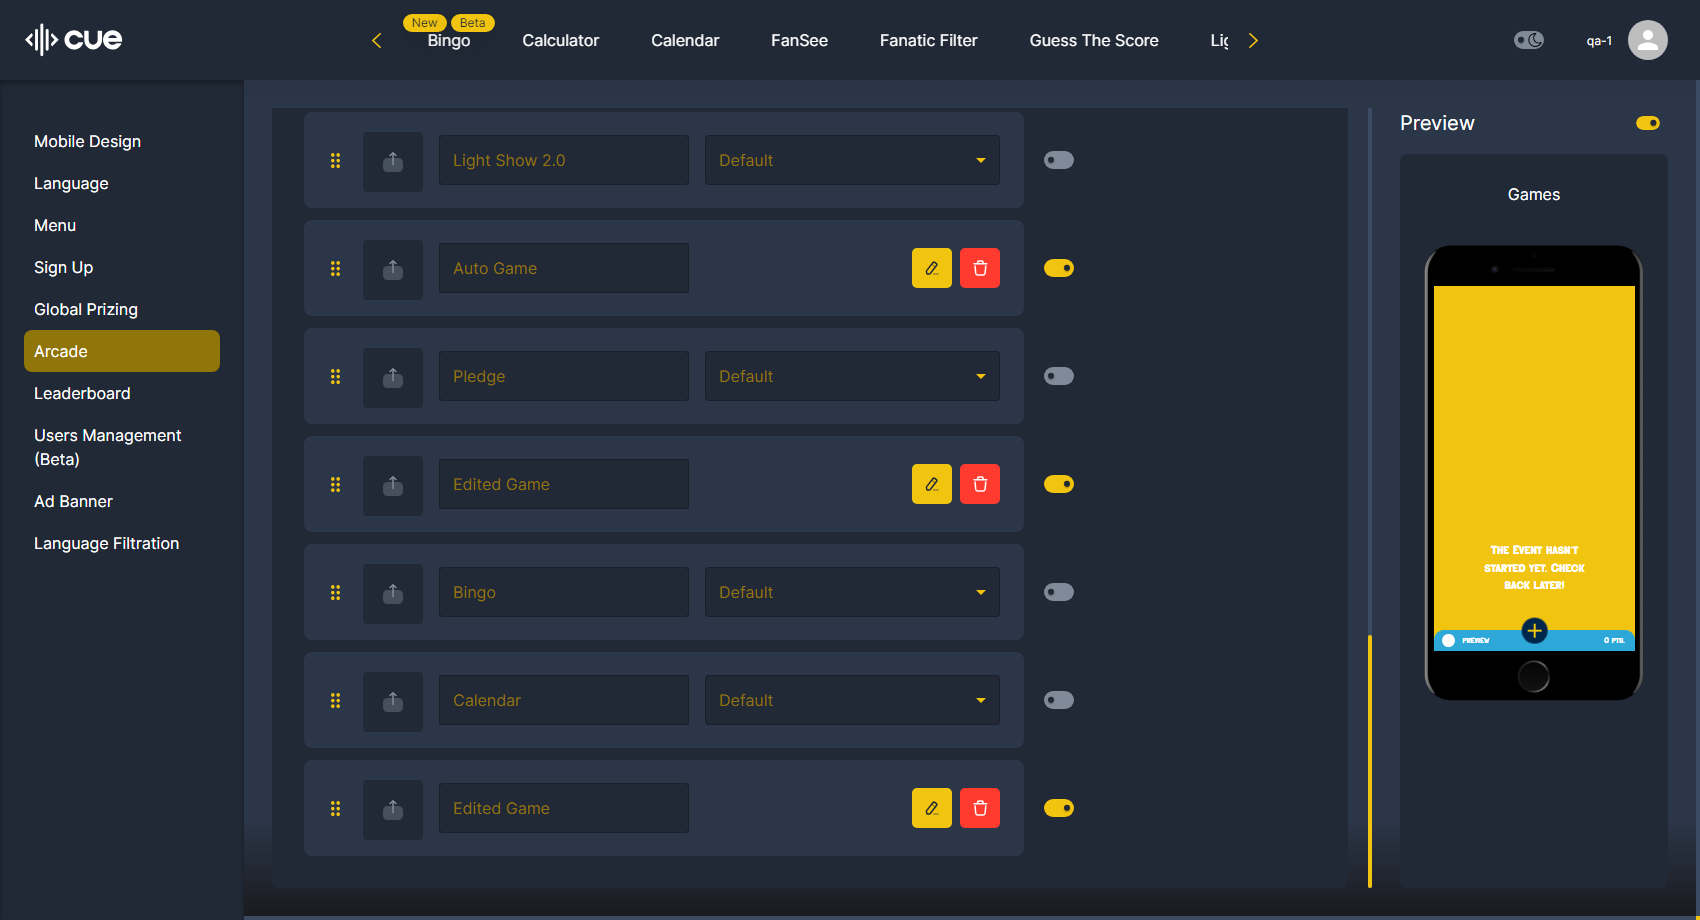 cue
New
Beta
Bingo
Calculator
Calendar
FanSee
Fanatic Filter
Guess The Score
qa-1
Mobile Design
Language
Menu
Sign Up
Global Prizing
Arcade
Leaderboard
Users Management
(Beta)
Ad Banner
Language Filtration
Light Show 2.0
Default
Auto Game
Pledge
Default
Edited Game
Bingo
Default
Calendar
Default
Edited Game
Preview
Games
The Event hasn't
started yet. Check
back later!
PREVIEW
0 PTS.